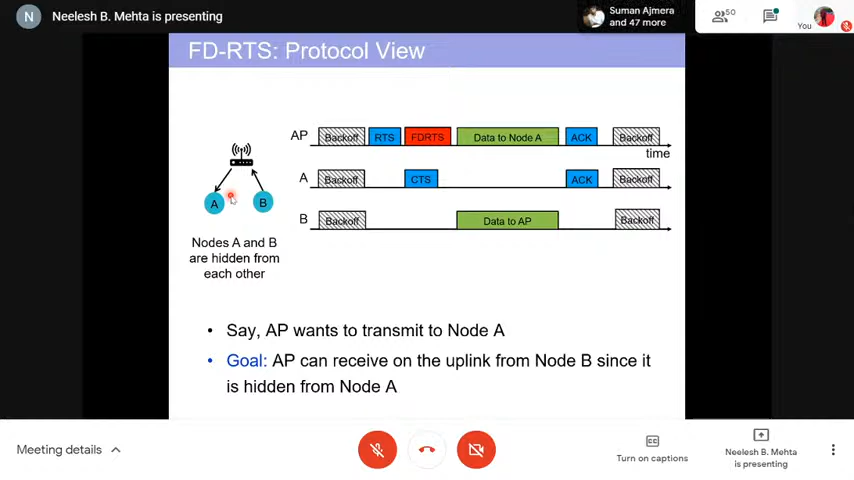 N Neelesh B. Mehta is presenting
Suman Ajmera
and 47 more
50
You
FD-RTS: Protocol View
AP Backoff RTS FDRTS Data to Node A ACK Backoff
time
A Backoff CTS ACK Backoff
B Backoff Data to AP Backoff
A B
Nodes A and B
are hidden from
each other
• Say, AP wants to transmit to Node A
• Goal: AP can receive on the uplink from Node B since it
is hidden from Node A
Meeting details
CC
Turn on captions
Neelesh B. Mehta
is presenting